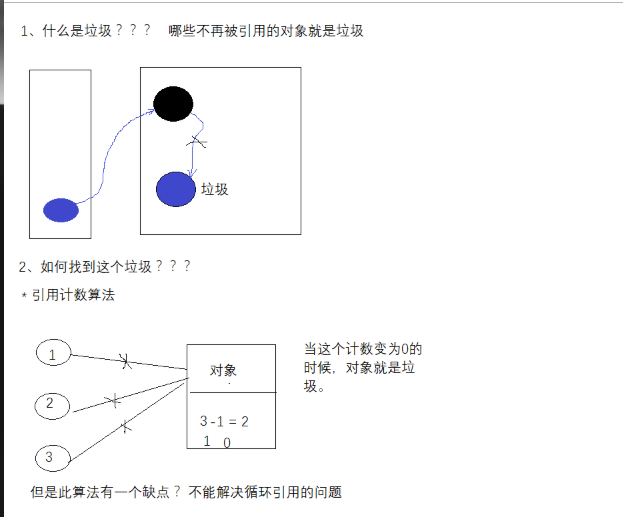 1、什么是垃圾？？？ 哪些不再被引用的对象就是垃圾
垃圾
2、如何找到这个垃圾？？？
* 引用计数算法
1
2
3
对象
3 -1 = 2
1 0
当这个计数变为0的
时候，对象就是垃
圾。
但是此算法有一个缺点？ 不能解决循环引用的问题